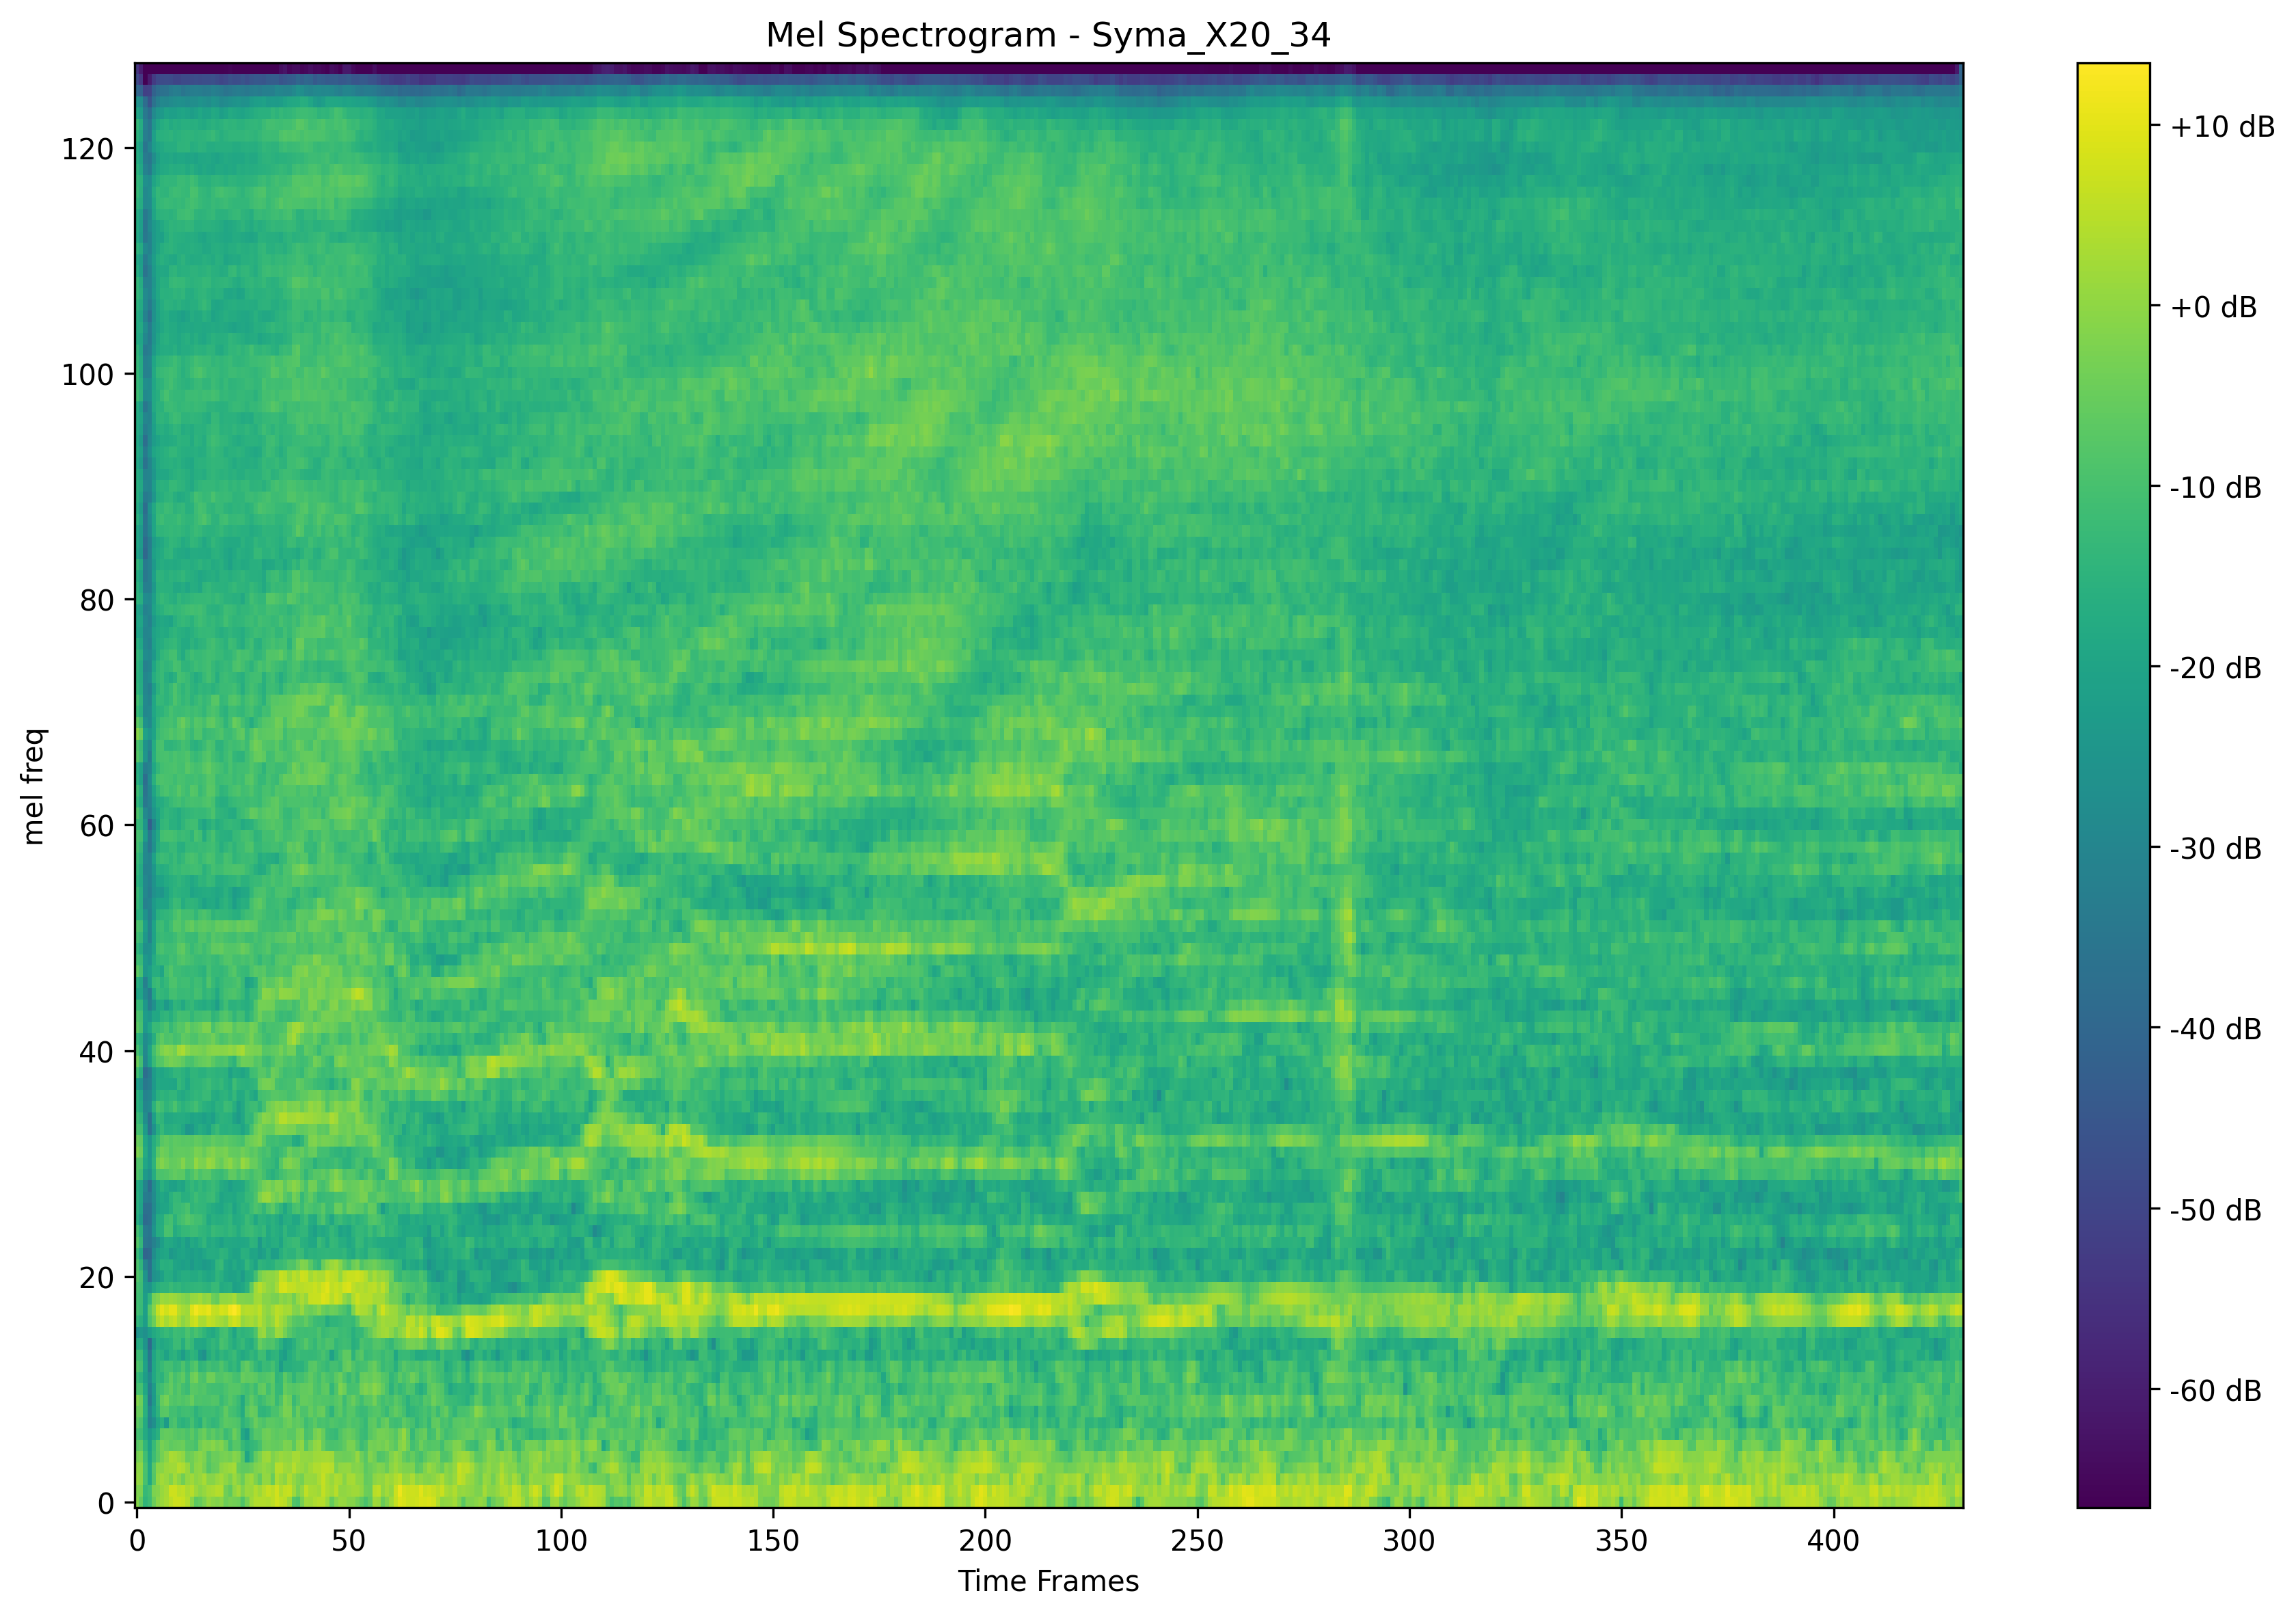 Mel Spectrogram - Syma_X20_34
mel freq
120
100
80
60
40
20
0
0 50 100 150 200 250 300 350 400
Time Frames
+10 dB
+0 dB
-10 dB
-20 dB
-30 dB
-40 dB
-50 dB
-60 dB